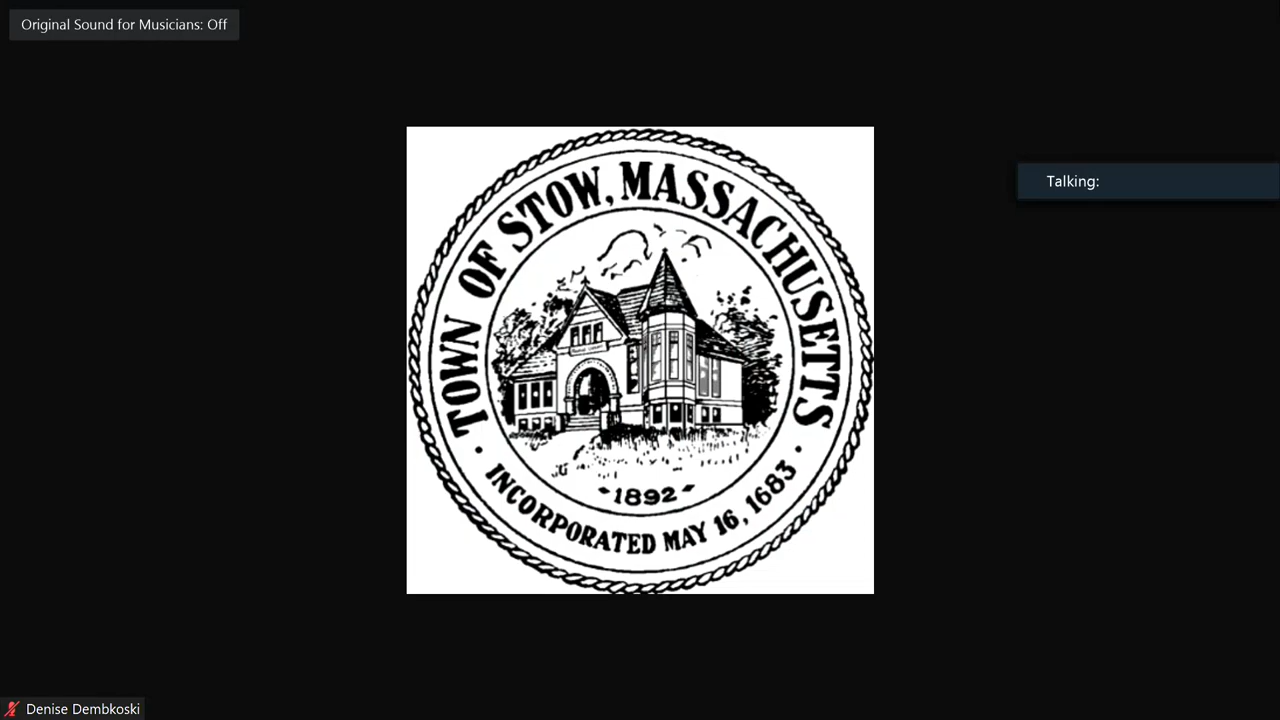 Original Sound for Musicians: Off
TOWN OF STOW, MASSACHUSETTS
Talking:
1892
INCORPORATED MAY 16, 1683
Denise Dembkoski